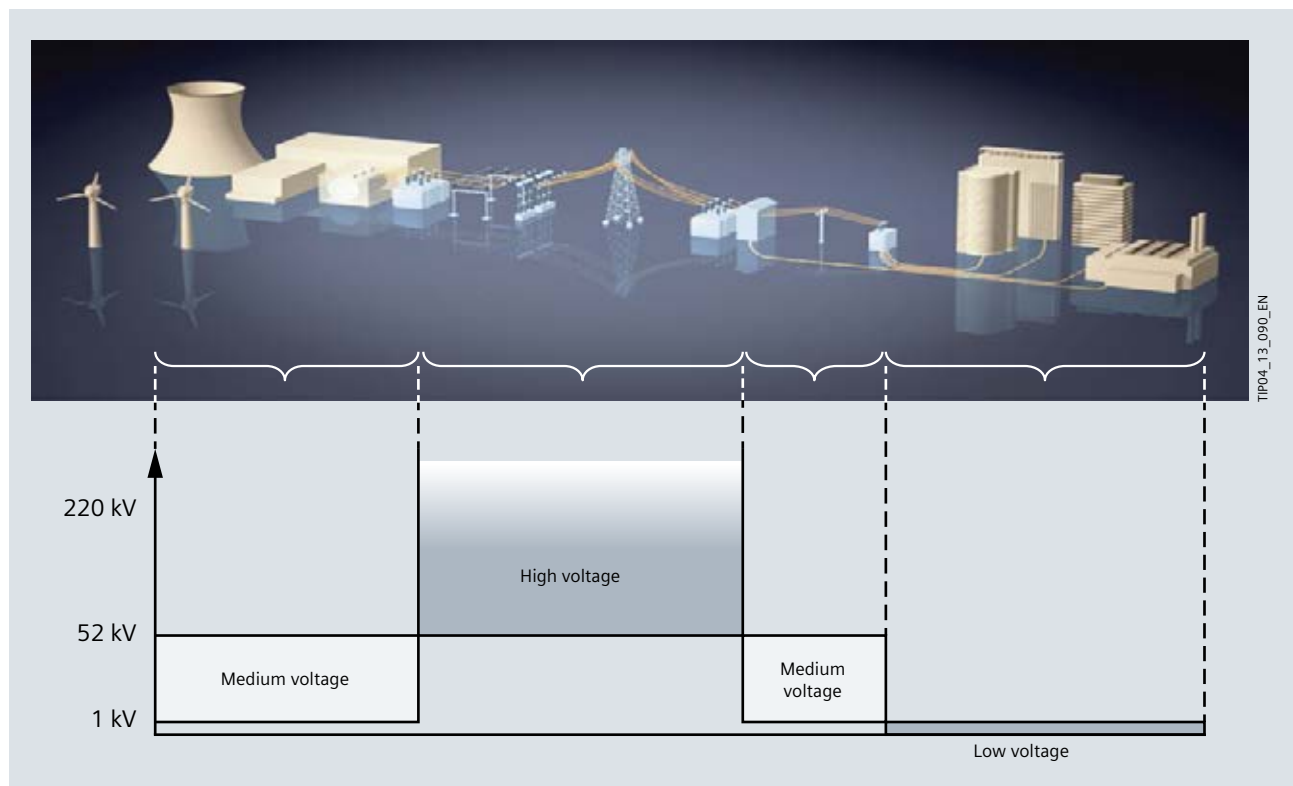 TIP04_13_090_EN
220 kV
High voltage
52 kV
Medium voltage
Medium
voltage
1 kV
Low voltage